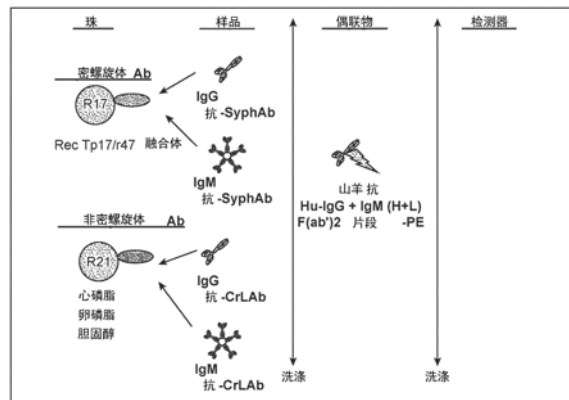 珠
样品
偶联物
检测器
密螺旋体 Ab
R17
Rec Tp17/r47 融合体
IgG
抗 -SyphAb
IgM
抗 -SyphAb
山羊 抗
Hu-IgG + IgM (H+L)
F(ab')2 片段 -PE
非密螺旋体 Ab
R21
心磷脂
卵磷脂
胆固醇
IgG
抗 -CrLAb
IgM
抗 -CrLAb
洗涤
洗涤